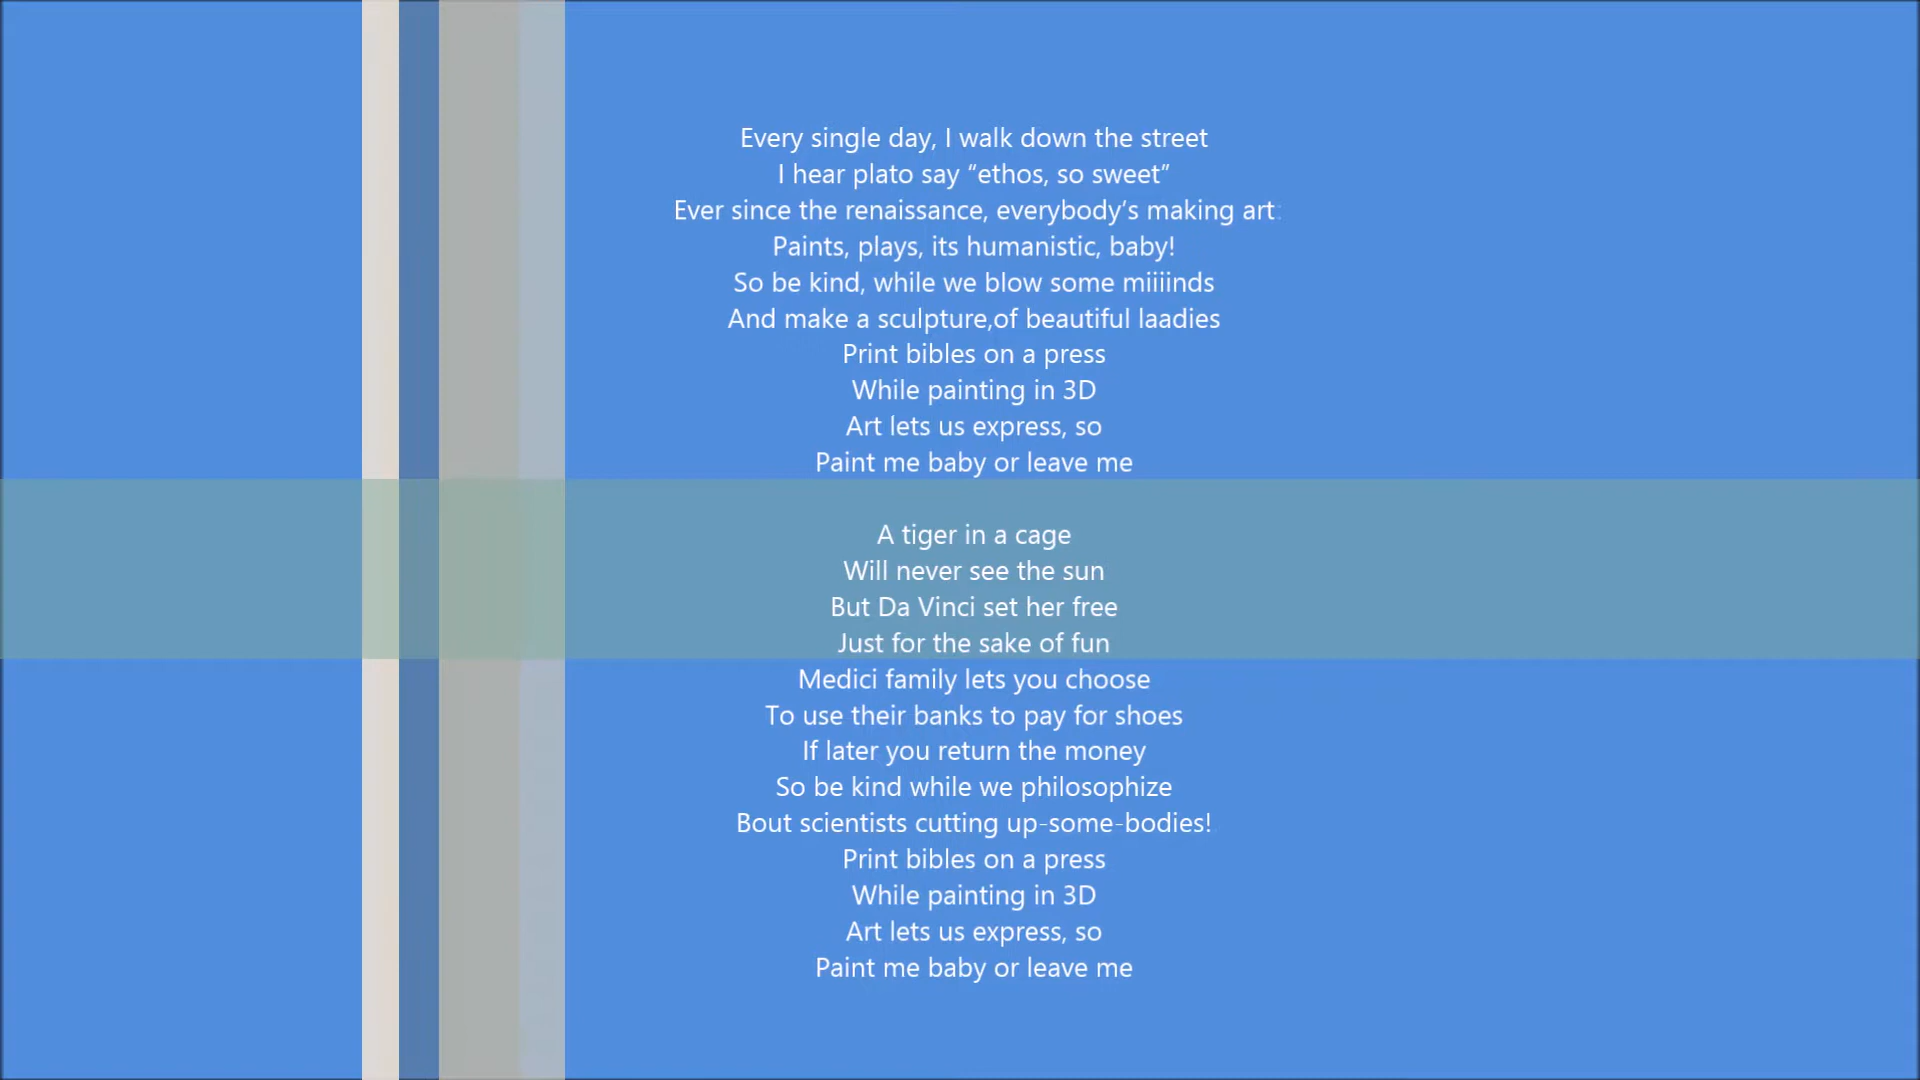 Every single day, I walk down the street
I hear plato say “ethos, so sweet”
Ever since the renaissance, everybody’s making art:
Paints, plays, its humanistic, baby!
So be kind, while we blow some miiiinds
And make a sculpture,of beautiful laadies
Print bibles on a press
While painting in 3D
Art lets us express, so
Paint me baby or leave me
A tiger in a cage
Will never see the sun
But Da Vinci set her free
Just for the sake of fun
Medici family lets you choose
To use their banks to pay for shoes
If later you return the money
So be kind while we philosophize
Bout scientists cutting up-some-bodies!
Print bibles on a press
While painting in 3D
Art lets us express, so
Paint me baby or leave me